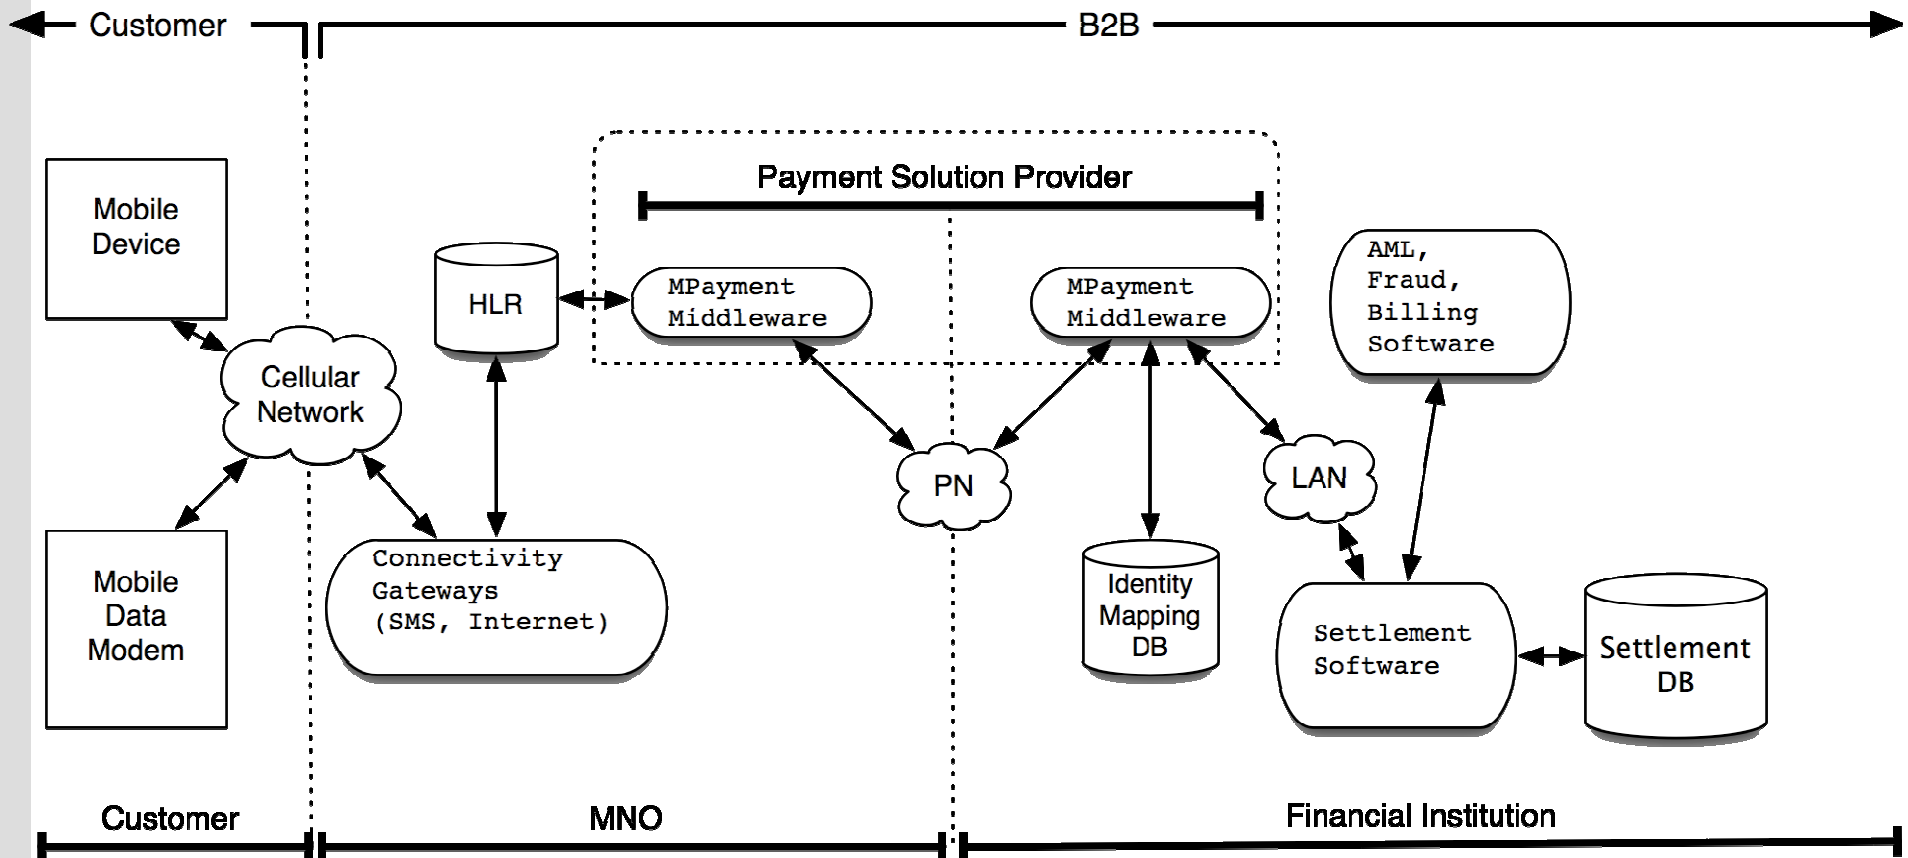 Customer
B2B
Payment Solution Provider
Mobile
Device
HLR
MPayment
Middleware
MPayment
Middleware
AML,
Fraud,
Billing
Software
Cellular
Network
PN
LAN
Mobile
Data
Modem
Connectivity
Gateways
(SMS, Internet)
Identity
Mapping
DB
Settlement
Software
Settlement
DB
Customer
MNO
Financial Institution